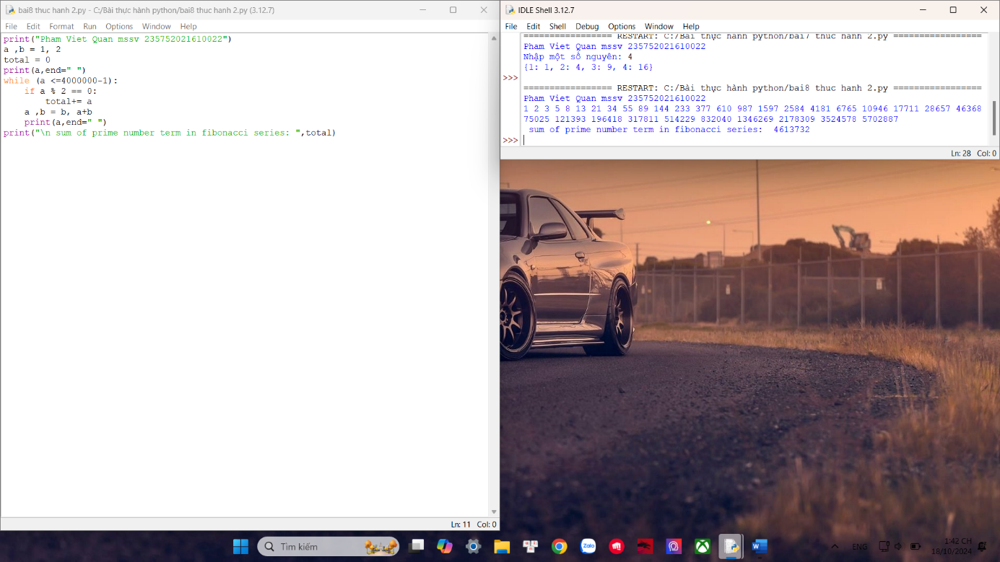 bai8 thuc hanh 2.py - C:/Bài thực hành python/bai8 thuc hanh 2.py (3.12.7)
File Edit Format Run Options Window Help
print("Pham Viet Quan mssv 235752021610022")
a ,b = 1, 2
total = 0
print(a,end=" ")
while (a <=4000000-1):
    if a % 2 == 0:
        total+= a
    a ,b = b, a+b
    print(a,end=" ")
print("\n sum of prime number term in fibonacci series: ",total)
Ln: 11 Col: 0
IDLE Shell 3.12.7
File Edit Shell Debug Options Window Help
================= RESTART: C:/Bài thực hành python/bai7 thuc hanh 2.py =================
Pham Viet Quan mssv 235752021610022
Nhập một số nguyên: 4
{1: 1, 2: 4, 3: 9, 4: 16}
>>>
================= RESTART: C:/Bài thực hành python/bai8 thuc hanh 2.py =================
Pham Viet Quan mssv 235752021610022
1 2 3 5 8 13 21 34 55 89 144 233 377 610 987 1597 2584 4181 6765 10946 17711 28657 46368
75025 121393 196418 317811 514229 832040 1346269 2178309 3524578 5702887
 sum of prime number term in fibonacci series:  4613732
>>>
Ln: 28 Col: 0
Tìm kiếm
Zalo
ENG
1:42 CH
18/10/2024